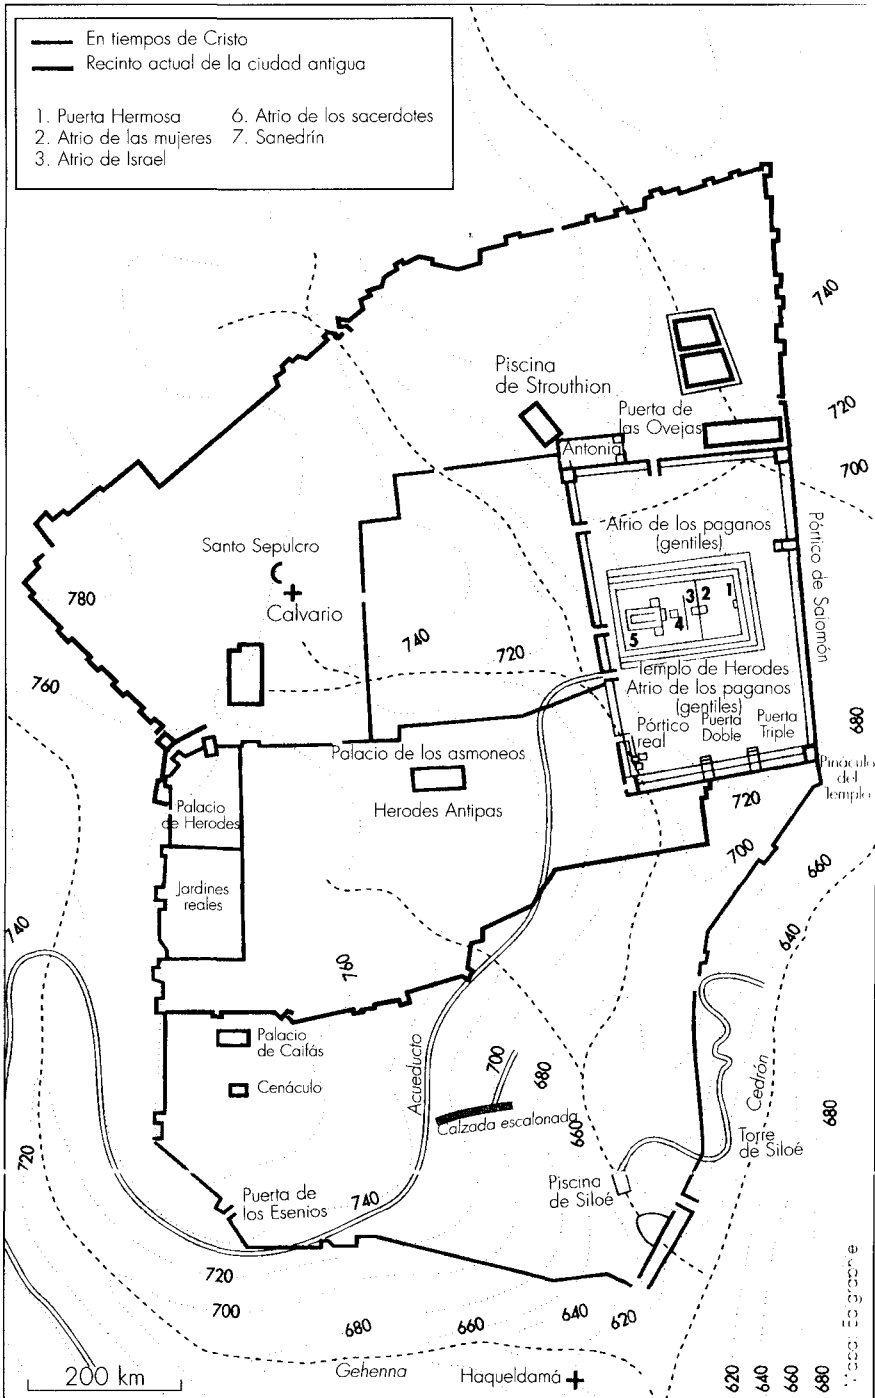 En tiempos de Cristo
Recinto actual de la ciudad antigua
1. Puerta Hermosa
2. Atrio de las mujeres
3. Atrio de Israel
6. Atrio de los sacerdotes
7. Sanedrín
740
Piscina
de Strouthion
Puerta de
las Ovejas
720
Antonia
700
Atrio de los paganos
(gentiles)
Pórtico de Salomón
Santo Sepulcro
Calvario
780
740
720
3 2 1
5 4
Templo de Herodes
Atrio de los paganos
(gentiles)
760
680
Pórtico
real
Puerta
Doble
Puerta
Triple
Palacio de los asmoneos
Herodes Antipas
Pináculo
del
Templo
Palacio
de Herodes
720
700
660
Jardines
reales
740
640
760
Palacio
de Caifás
Cenáculo
Acueducto
700
680
Calzada escalonada
660
Cedrón
680
Torre
de Siloé
720
Piscina
de Siloé
Puerta de
los Esenios
740
720
700
680
660
640
620
200 km
Gehenna
Haqueldamá
620
640
660
680